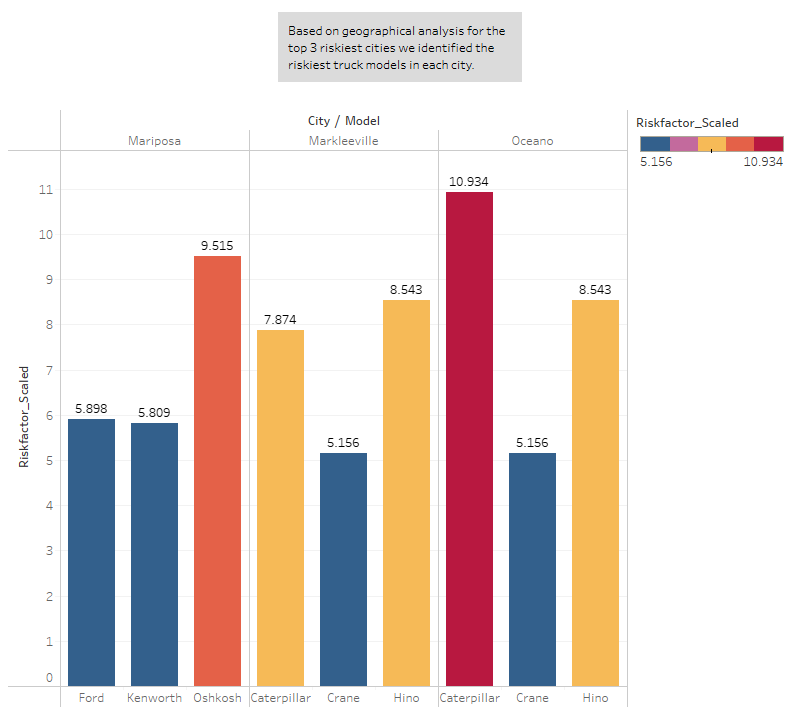 Based on geographical analysis for the
top 3 riskiest cities we identified the
riskiest truck models in each city.
City / Model
Riskfactor_Scaled
Mariposa
Markleeville
Oceano
5.156
10.934
11
10
9
8
7
6
5
4
3
2
1
0
Riskfactor_Scaled
5.898
5.809
9.515
7.874
5.156
8.543
10.934
5.156
8.543
Ford
Kenworth
Oshkosh
Caterpillar
Crane
Hino
Caterpillar
Crane
Hino